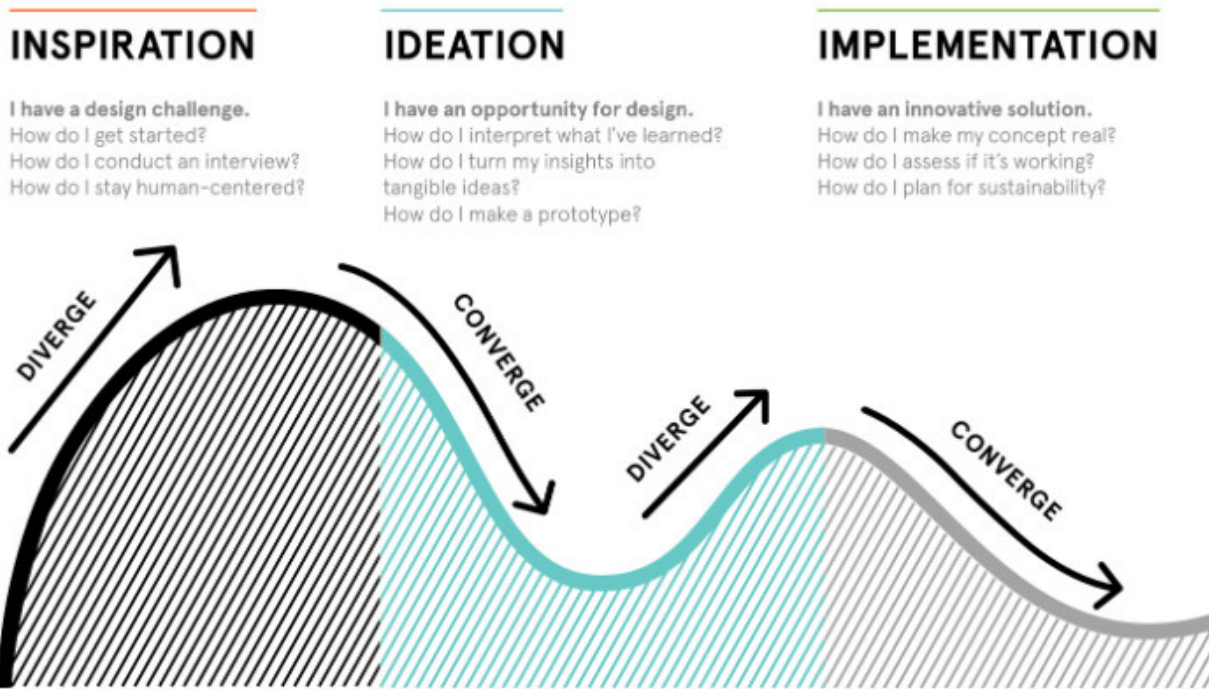 INSPIRATION
I have a design challenge.
How do I get started?
How do I conduct an interview?
How do I stay human-centered?
IDEATION
I have an opportunity for design.
How do I interpret what I've learned?
How do I turn my insights into
tangible ideas?
How do I make a prototype?
IMPLEMENTATION
I have an innovative solution.
How do I make my concept real?
How do I assess if it's working?
How do I plan for sustainability?
DIVERGE
CONVERGE
DIVERGE
CONVERGE